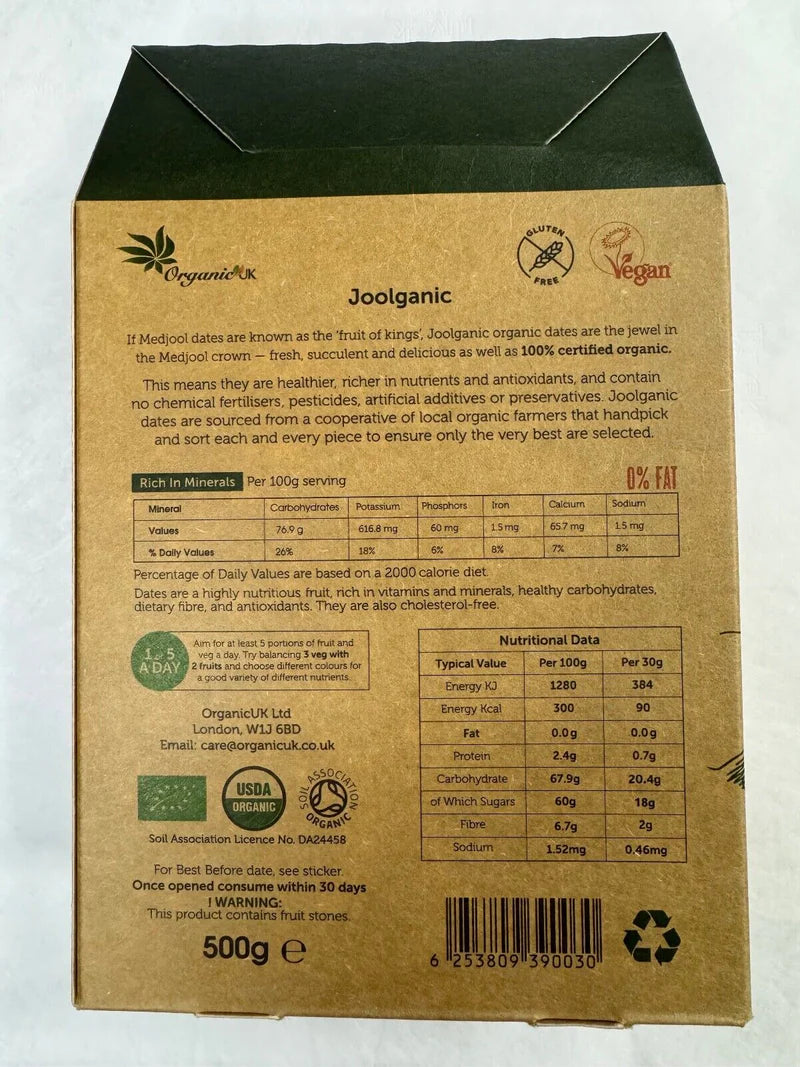 GLUTEN
FREE
Vegan
OrganicUK
Joolganic
If Medjool dates are known as the 'fruit of kings', Joolganic organic dates are the jewel in
the Medjool crown — fresh, succulent and delicious as well as 100% certified organic.
This means they are healthier, richer in nutrients and antioxidants, and contain
no chemical fertilisers, pesticides, artificial additives or preservatives. Joolganic
dates are sourced from a cooperative of local organic farmers that handpick
and sort each and every piece to ensure only the very best are selected.
Rich In Minerals Per 100g serving
0% FAT
Mineral Carbohydrates Potassium Phosphors Iron Calcium Sodium
Values 76.9 g 616.8 mg 60 mg 1.5 mg 65.7 mg 1.5 mg
% Daily Values 26% 18% 6% 8% 7% 8%
Percentage of Daily Values are based on a 2000 calorie diet.
Dates are a highly nutritious fruit, rich in vitamins and minerals, healthy carbohydrates,
dietary fibre, and antioxidants. They are also cholesterol-free.
1 of 5
A DAY
Aim for at least 5 portions of fruit and
veg a day. Try balancing 3 veg with
2 fruits and choose different colours for
a good variety of different nutrients.
OrganicUK Ltd
London, W1J 6BD
Email: care@organicuk.co.uk
USDA
ORGANIC
SOIL ASSOCIATION
ORGANIC
Soil Association Licence No. DA24458
For Best Before date, see sticker.
Once opened consume within 30 days
! WARNING:
This product contains fruit stones.
500g e
Nutritional Data
Typical Value Per 100g Per 30g
Energy KJ 1280 384
Energy Kcal 300 90
Fat 0.0g 0.0g
Protein 2.4g 0.7g
Carbohydrate 67.9g 20.4g
of Which Sugars 60g 18g
Fibre 6.7g 2g
Sodium 1.52mg 0.46mg
6 253809 390030